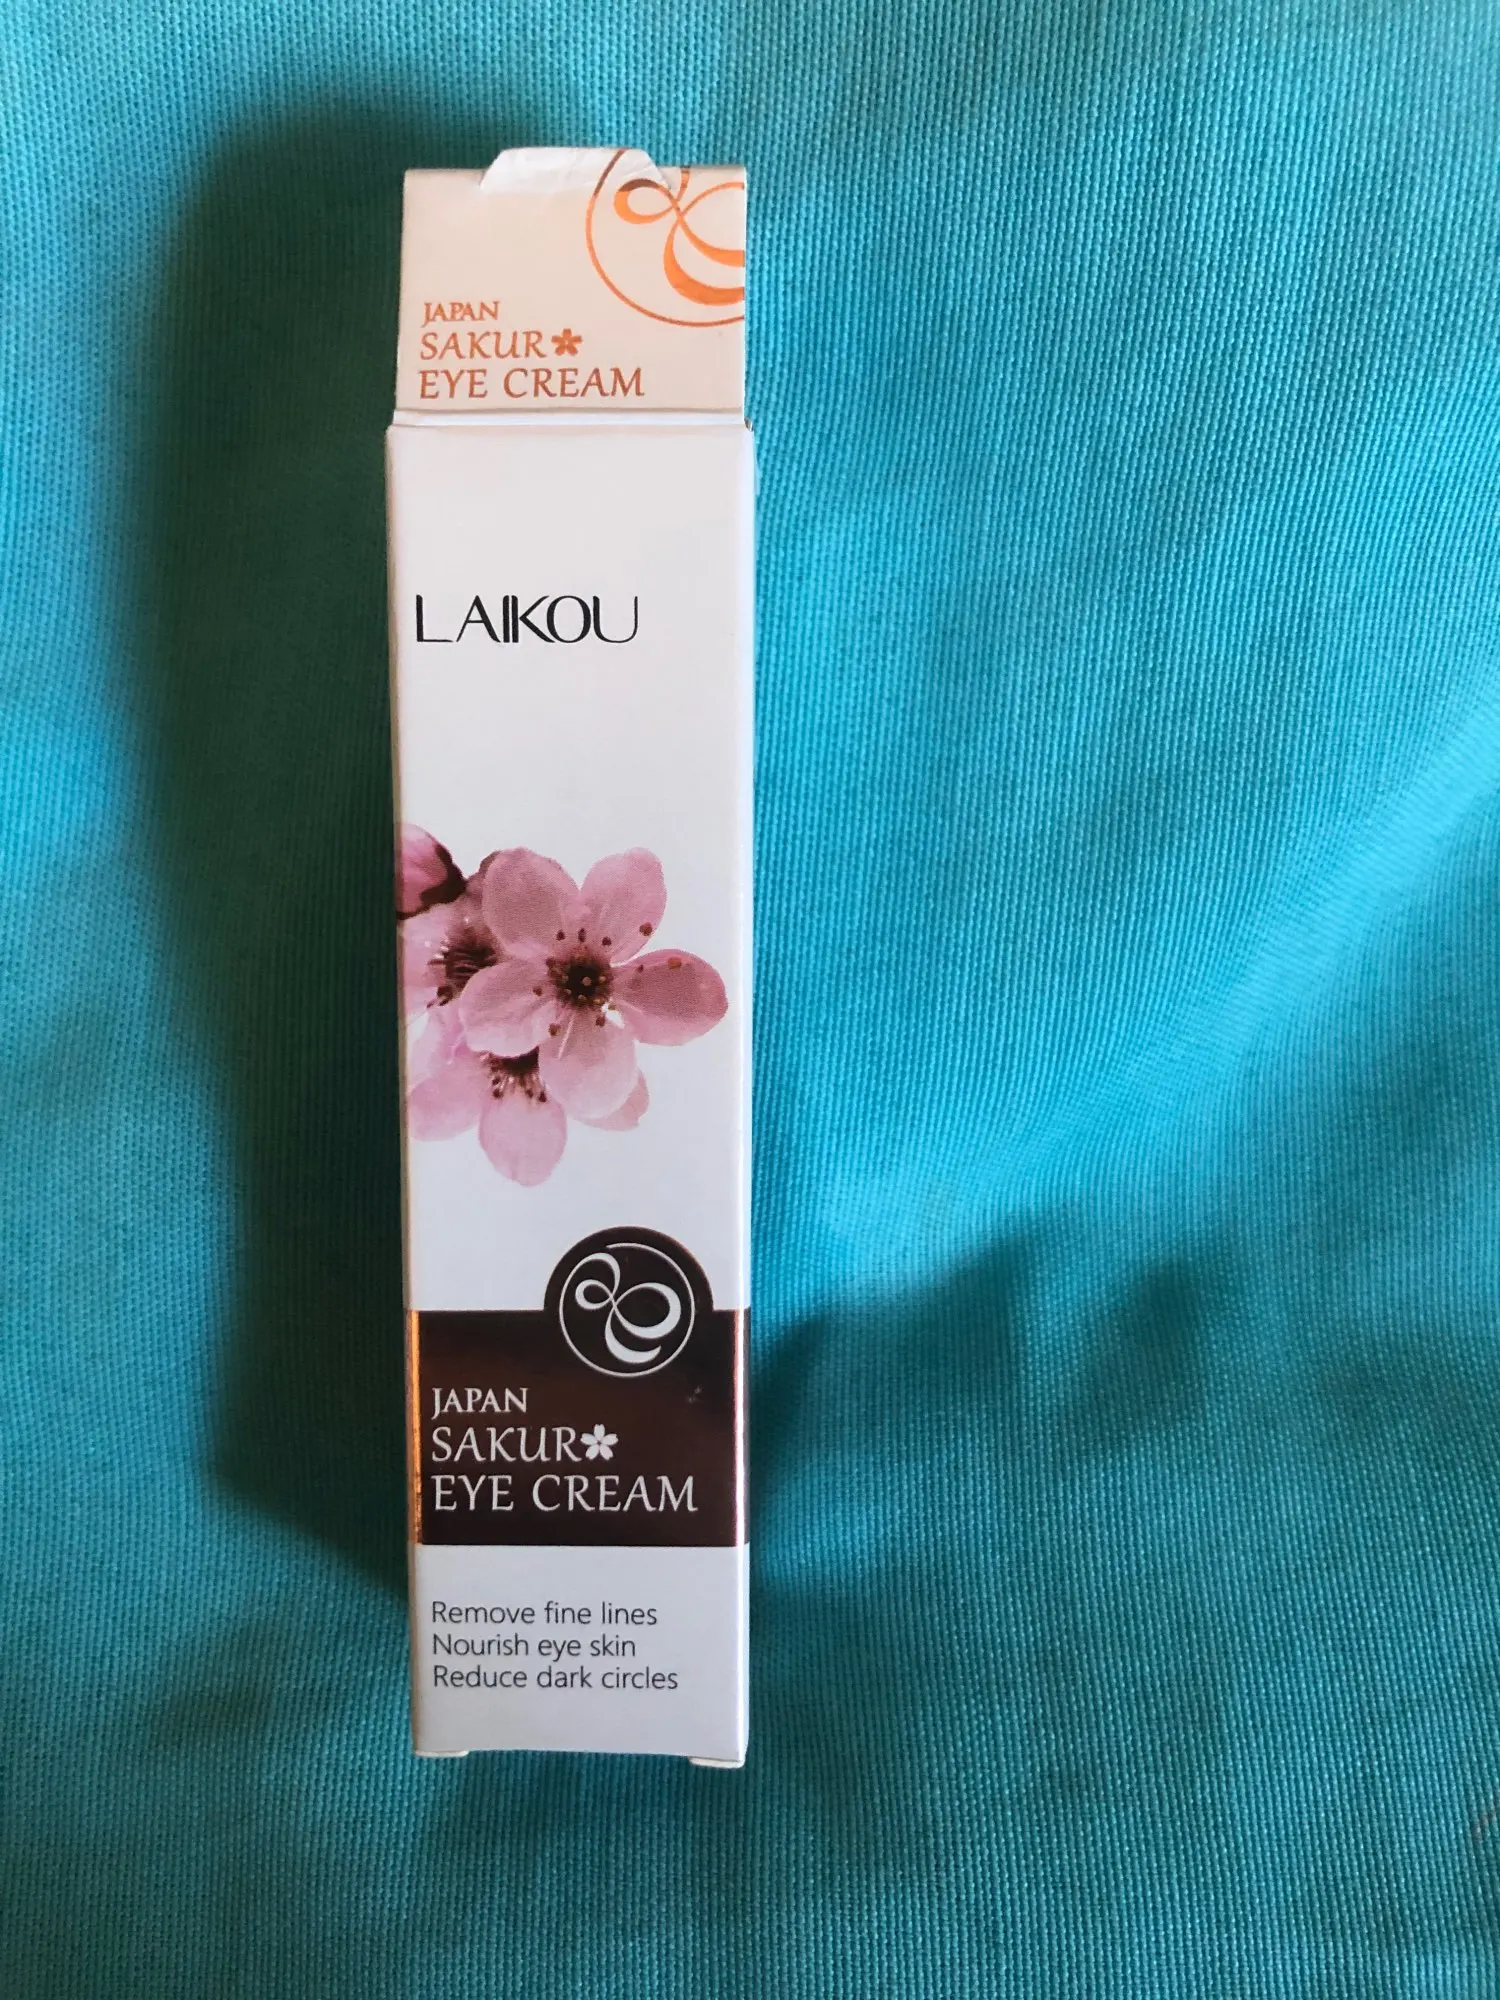 JAPAN
SAKUR
EYE CREAM
LAIKOU
JAPAN
SAKUR
EYE CREAM
Remove fine lines
Nourish eye skin
Reduce dark circles